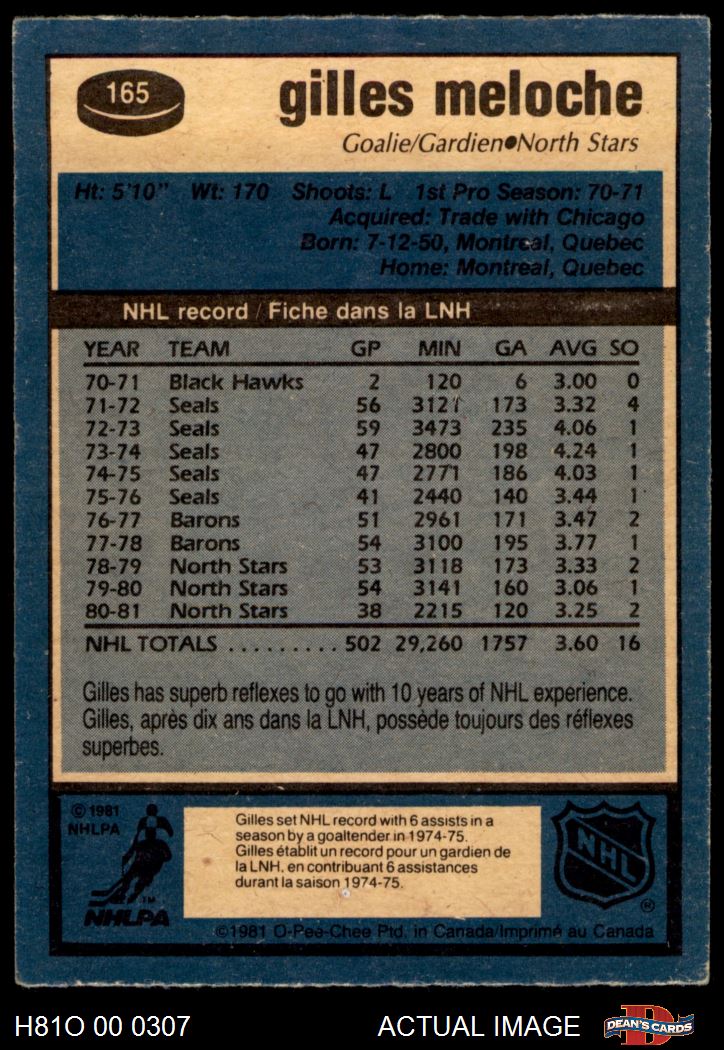 165
gilles meloche
Goalie/Gardien●North Stars
Ht: 5'10" Wt: 170 Shoots: L 1st Pro Season: 70-71
Acquired: Trade with Chicago
Born: 7-12-50, Montreal, Quebec
Home: Montreal, Quebec
NHL record / Fiche dans la LNH
YEAR TEAM GP MIN GA AVG SO
70-71 Black Hawks 2 120 6 3.00 0
71-72 Seals 56 3121 173 3.32 4
72-73 Seals 59 3473 235 4.06 1
73-74 Seals 47 2800 198 4.24 1
74-75 Seals 47 2771 186 4.03 1
75-76 Seals 41 2440 140 3.44 1
76-77 Barons 51 2961 171 3.47 2
77-78 Barons 54 3100 195 3.77 1
78-79 North Stars 53 3118 173 3.33 2
79-80 North Stars 54 3141 160 3.06 1
80-81 North Stars 38 2215 120 3.25 2
NHL TOTALS ......... 502 29,260 1757 3.60 16
Gilles has superb reflexes to go with 10 years of NHL experience.
Gilles, après dix ans dans la LNH, possède toujours des réflexes
superbes.
© 1981
NHLPA
NHLPA
TM
Gilles set NHL record with 6 assists in a
season by a goaltender in 1974-75.
Gilles établit un record pour un gardien de
la LNH, en contribuant 6 assistances
durant la saison 1974-75.
NHL
®
©1981 O-Pee-Chee Ptd. in Canada/Imprimé au Canada
H81O 00 0307
ACTUAL IMAGE
D
DEAN'S CARDS